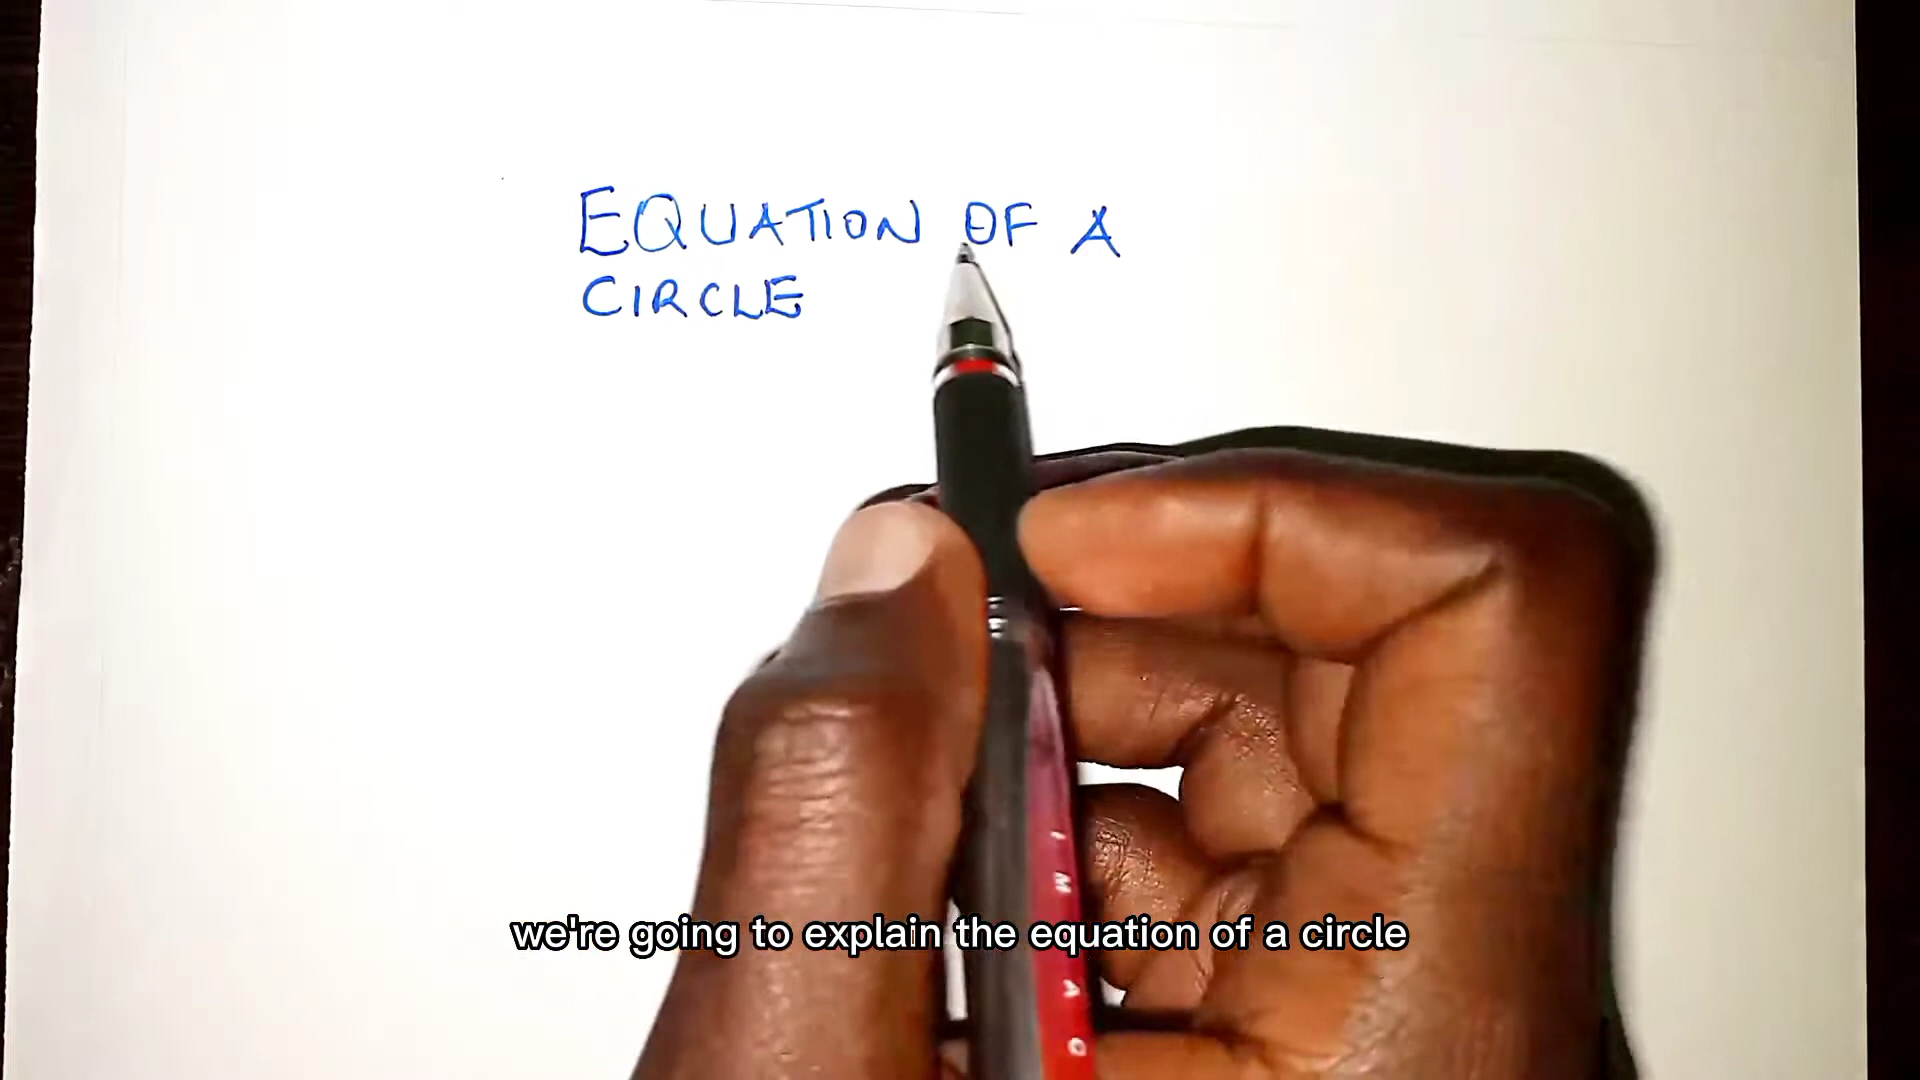 EQUATION OF A
CIRCLE
we're going to explain the equation of a circle